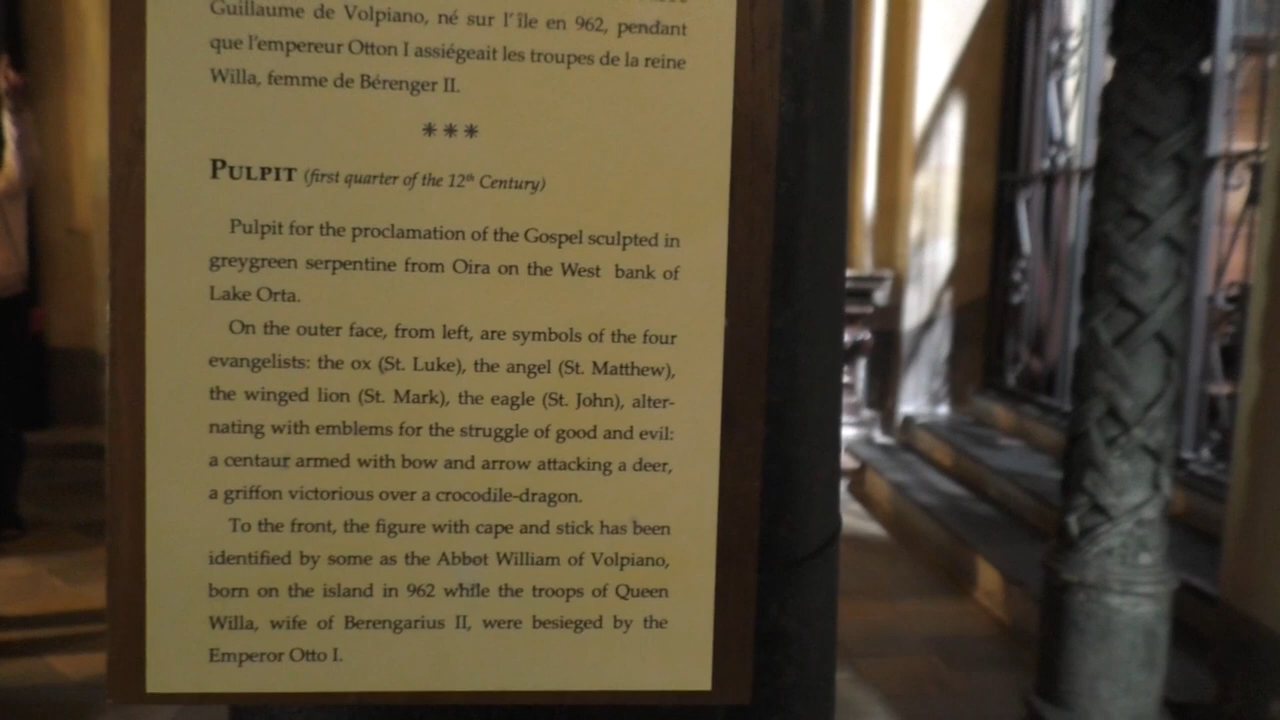 Guillaume de Volpiano, né sur l'île en 962, pendant
que l'empereur Otton I assiégeait les troupes de la reine
Willa, femme de Bérenger II.
***
PULPIT (first quarter of the 12th Century)
Pulpit for the proclamation of the Gospel sculpted in
greygreen serpentine from Oira on the West bank of
Lake Orta.
On the outer face, from left, are symbols of the four
evangelists: the ox (St. Luke), the angel (St. Matthew),
the winged lion (St. Mark), the eagle (St. John), alter-
nating with emblems for the struggle of good and evil:
a centaur armed with bow and arrow attacking a deer,
a griffon victorious over a crocodile-dragon.
To the front, the figure with cape and stick has been
identified by some as the Abbot William of Volpiano,
born on the island in 962 while the troops of Queen
Willa, wife of Berengarius II, were besieged by the
Emperor Otto I.